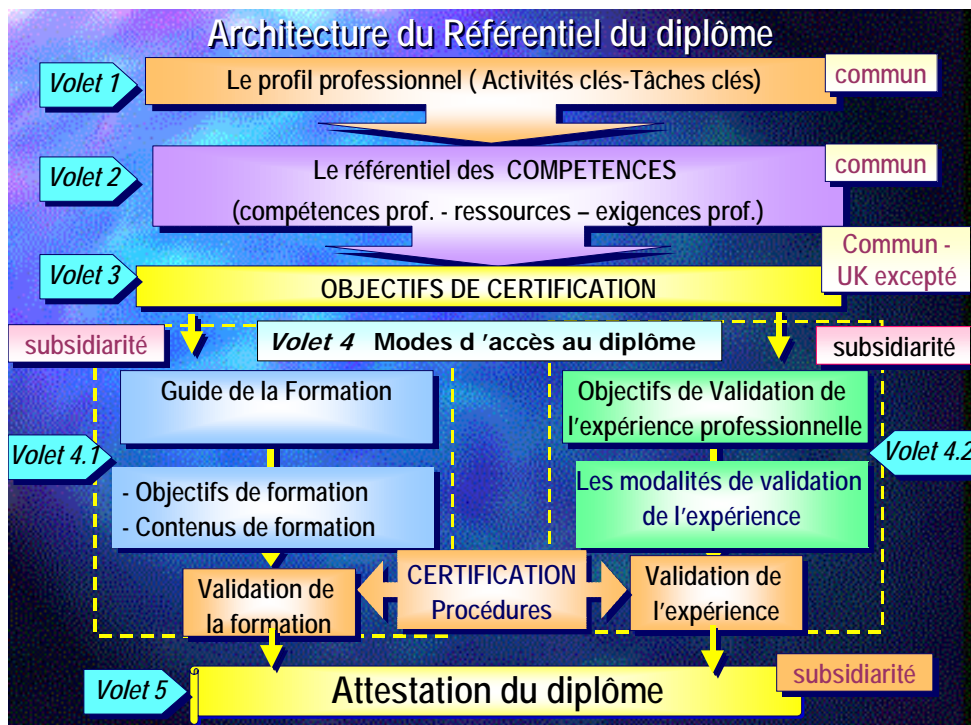 Architecture du Référentiel du diplôme
Volet 1
Le profil professionnel ( Activités clés-Tâches clés)
commun
Volet 2
Le référentiel des COMPETENCES
(compétences prof. - ressources – exigences prof.)
commun
Volet 3
OBJECTIFS DE CERTIFICATION
Commun -
UK excepté
subsidiarité
Volet 4 Modes d 'accès au diplôme
subsidiarité
Guide de la Formation
Objectifs de Validation de
l'expérience professionnelle
Volet 4.1
Volet 4.2
- Objectifs de formation
- Contenus de formation
Les modalités de validation
de l'expérience
Validation de
la formation
CERTIFICATION
Procédures
Validation de
l'expérience
Volet 5
Attestation du diplôme
subsidiarité